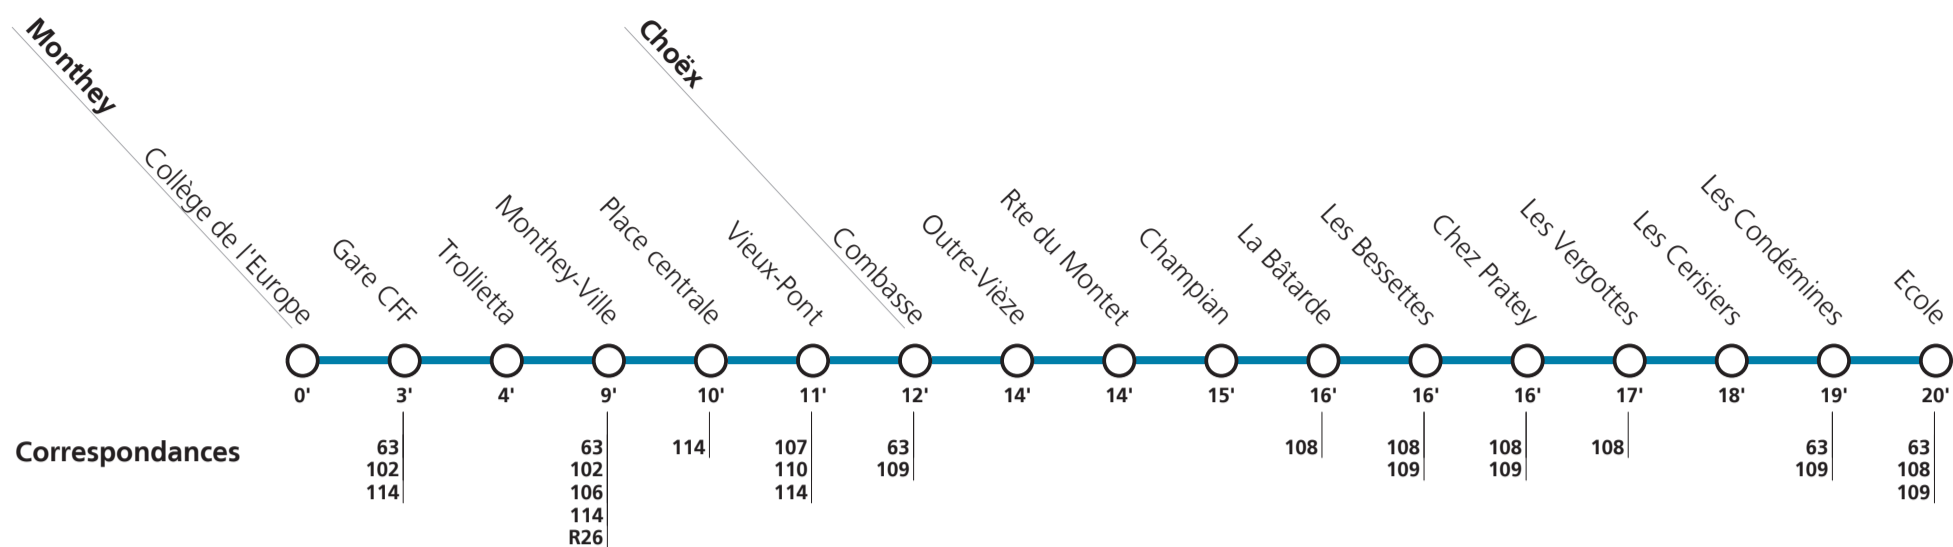 Monthey
Choëx
Collège de l'Europe
Gare CFF
Trollietta
Monthey-Ville
Place centrale
Vieux-Pont
Combasse
Outre-Vièze
Rte du Montet
Champian
La Bâtarde
Les Bessettes
Chez Pratey
Les Vergottes
Les Cerisiers
Les Condémines
Ecole
0' 3' 4' 9' 10' 11' 12' 14' 14' 15' 16' 16' 16' 17' 18' 19' 20'
Correspondances
63 63 114 107 63 108 108 108 108 63 63
102 102 110 109 109 109 109 108
114 106 114 109
114
R26